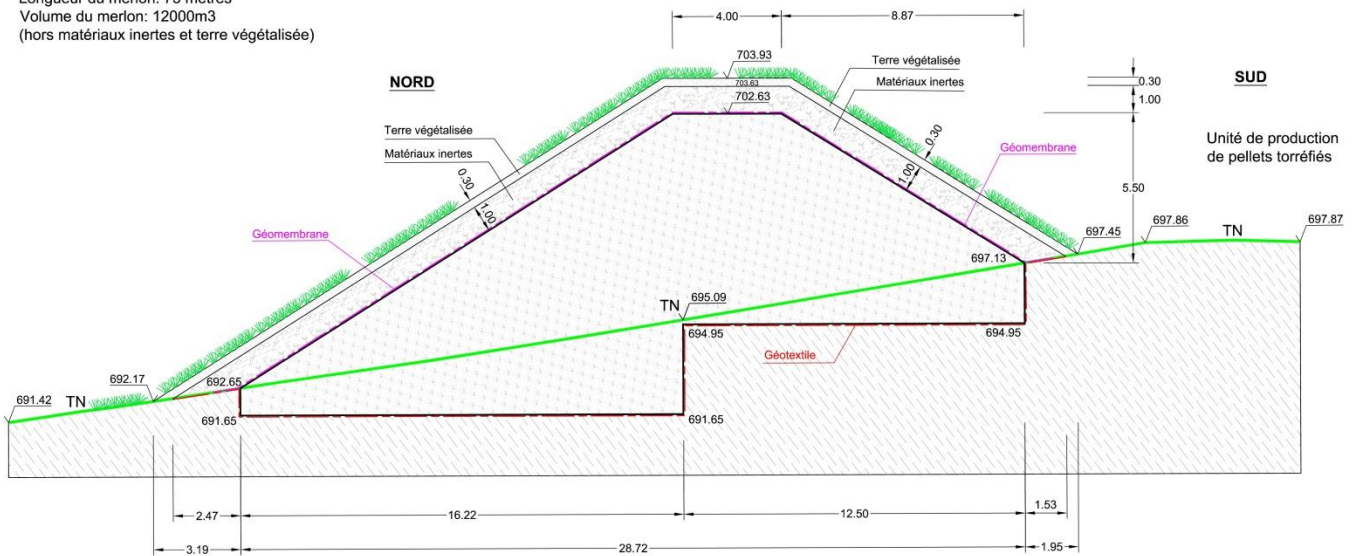 Longueur du merlon: 75 mètres
Volume du merlon: 12000m3
(hors matériaux inertes et terre végétalisée)
4.00
8.87
NORD
703.93
703.63
702.63
Terre végétalisée
Matériaux inertes
0.30
1.00
SUD
Terre végétalisée
Matériaux inertes
0.30
1.00
Géomembrane
0.30
1.00
Géomembrane
5.50
Unité de production
de pellets torréfiés
697.45
697.86
TN
697.87
697.13
695.09
TN
694.95
694.95
Géotextile
692.65
692.17
691.42
TN
691.65
691.65
2.47
16.22
12.50
1.53
3.19
28.72
1.95